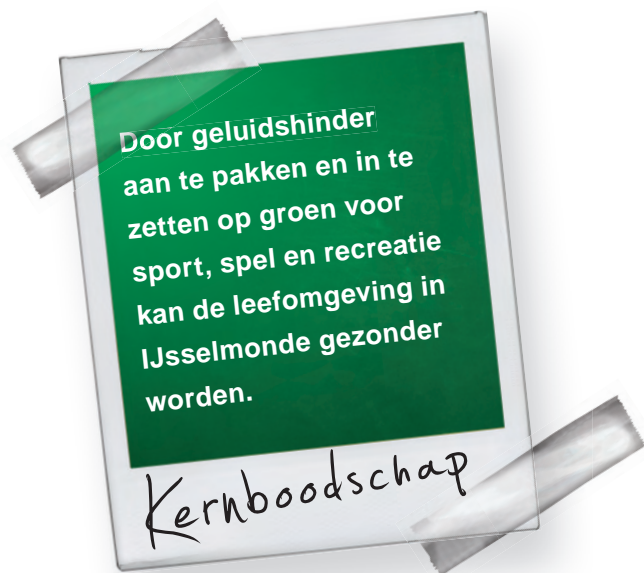 Door geluidshinder
aan te pakken en in te
zetten op groen voor
sport, spel en recreatie
kan de leefomgeving in
IJsselmonde gezonder
worden.
Kernboodschap